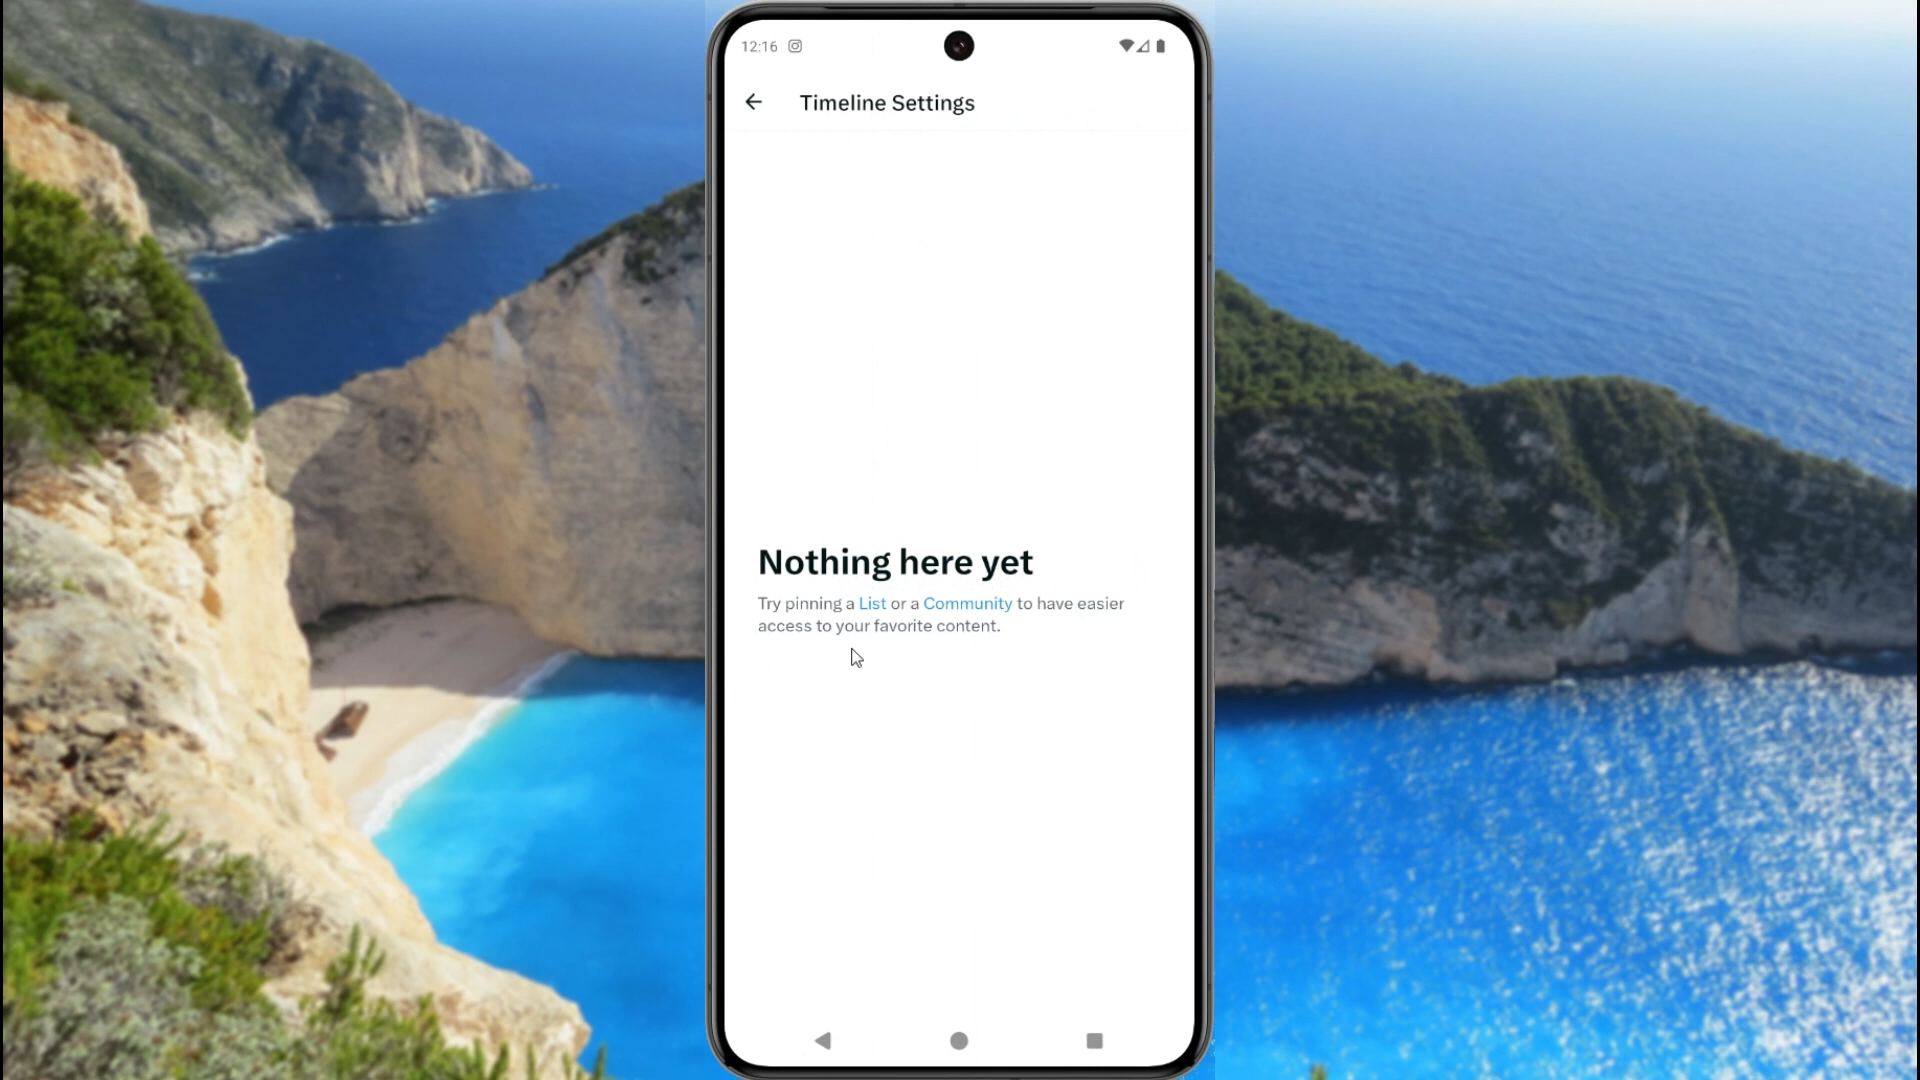 12:16
Timeline Settings
Nothing here yet
Try pinning a List or a Community to have easier
access to your favorite content.